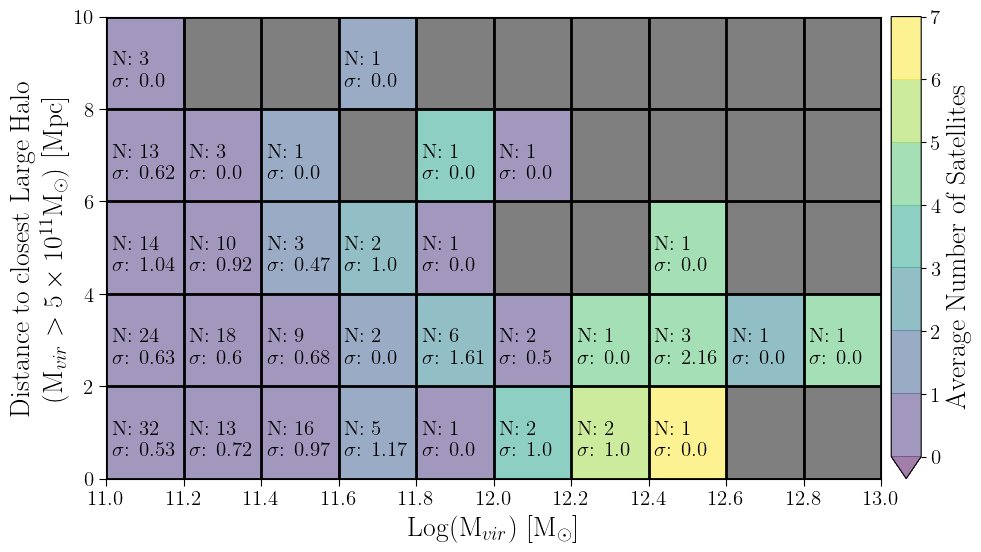 10
N: 3
σ: 0.0
N: 1
σ: 0.0
8
N: 13
σ: 0.62
N: 3
σ: 0.0
N: 1
σ: 0.0
N: 1
σ: 0.0
N: 1
σ: 0.0
6
N: 14
σ: 1.04
N: 10
σ: 0.92
N: 3
σ: 0.47
N: 2
σ: 1.0
N: 1
σ: 0.0
N: 1
σ: 0.0
4
N: 24
σ: 0.63
N: 18
σ: 0.6
N: 9
σ: 0.68
N: 2
σ: 0.0
N: 6
σ: 1.61
N: 2
σ: 0.5
N: 1
σ: 0.0
N: 3
σ: 2.16
N: 1
σ: 0.0
N: 1
σ: 0.0
2
N: 32
σ: 0.53
N: 13
σ: 0.72
N: 16
σ: 0.97
N: 5
σ: 1.17
N: 1
σ: 0.0
N: 2
σ: 1.0
N: 2
σ: 1.0
N: 1
σ: 0.0
0
11.0 11.2 11.4 11.6 11.8 12.0 12.2 12.4 12.6 12.8 13.0
Log(M_{vir}) [M_☉]
Distance to closest Large Halo
(M_{vir} > 5 × 10^{11}M_☉) [Mpc]
7
6
5
4
3
2
1
0
Average Number of Satellites